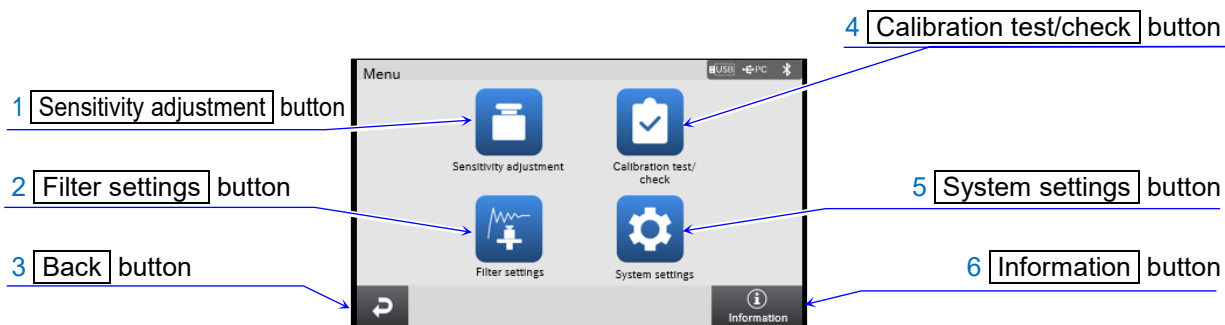 4 Calibration test/check button
Menu
USB PC
1 Sensitivity adjustment button
Sensitivity adjustment
Calibration test/
check
2 Filter settings button
5 System settings button
Filter settings
System settings
3 Back button
6 Information button
Information